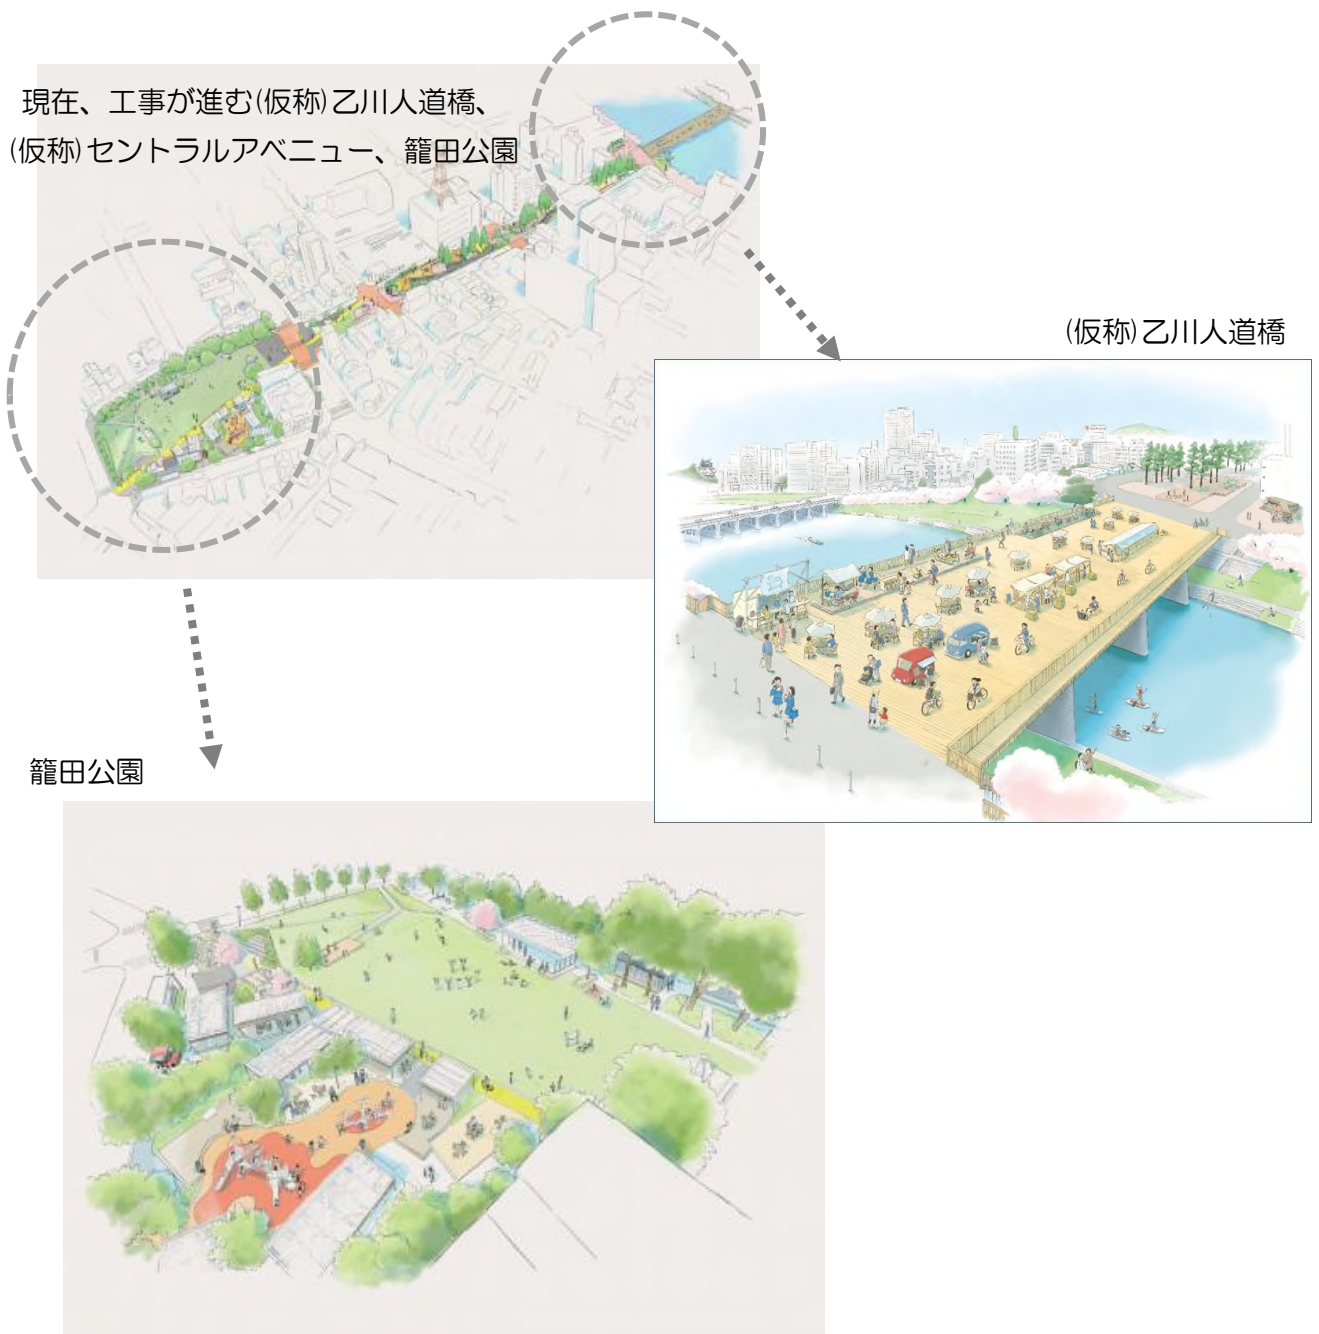 現在、工事が進む(仮称)乙川人道橋、
(仮称)セントラルアベニュー、籠田公園
(仮称)乙川人道橋
籠田公園